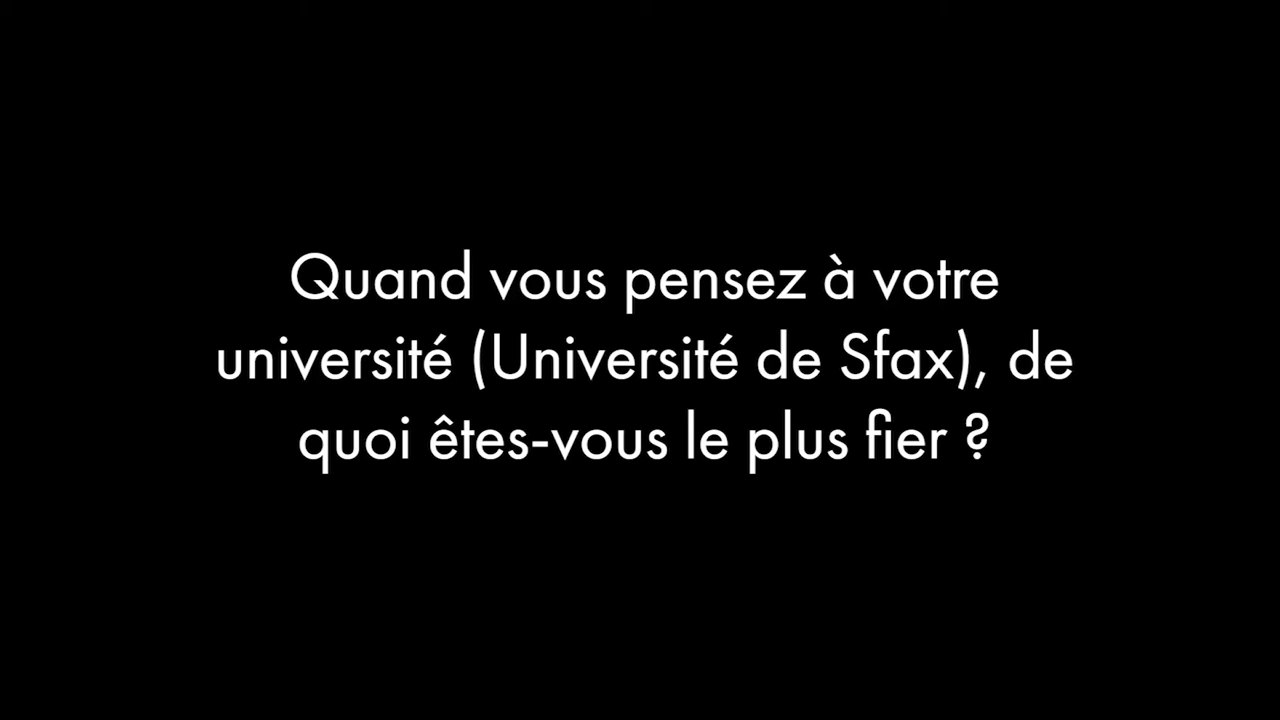 Quand vous pensez à votre
université (Université de Sfax), de
quoi êtes-vous le plus fier ?